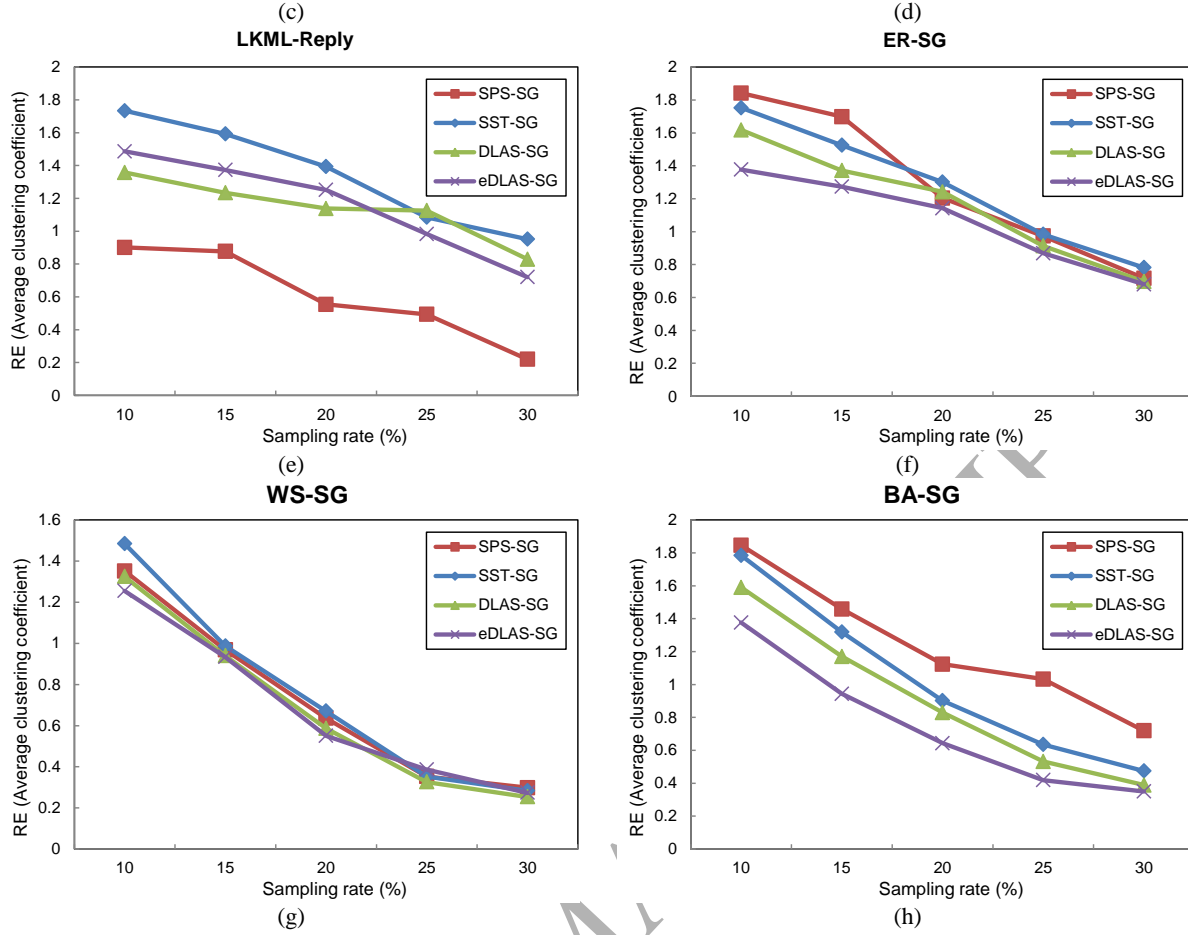 (c)
(d)
LKML-Reply
RE (Average clustering coefficient)
2
1.8
1.6
1.4
1.2
1
0.8
0.6
0.4
0.2
0
SPS-SG
SST-SG
DLAS-SG
eDLAS-SG
10
15
20
25
30
Sampling rate (%)
(e)
ER-SG
RE (Average clustering coefficient)
2
1.8
1.6
1.4
1.2
1
0.8
0.6
0.4
0.2
0
SPS-SG
SST-SG
DLAS-SG
eDLAS-SG
10
15
20
25
30
Sampling rate (%)
(f)
WS-SG
RE (Average clustering coefficient)
1.6
1.4
1.2
1
0.8
0.6
0.4
0.2
0
SPS-SG
SST-SG
DLAS-SG
eDLAS-SG
10
15
20
25
30
Sampling rate (%)
(g)
BA-SG
RE (Average clustering coefficient)
2
1.8
1.6
1.4
1.2
1
0.8
0.6
0.4
0.2
0
SPS-SG
SST-SG
DLAS-SG
eDLAS-SG
10
15
20
25
30
Sampling rate (%)
(h)